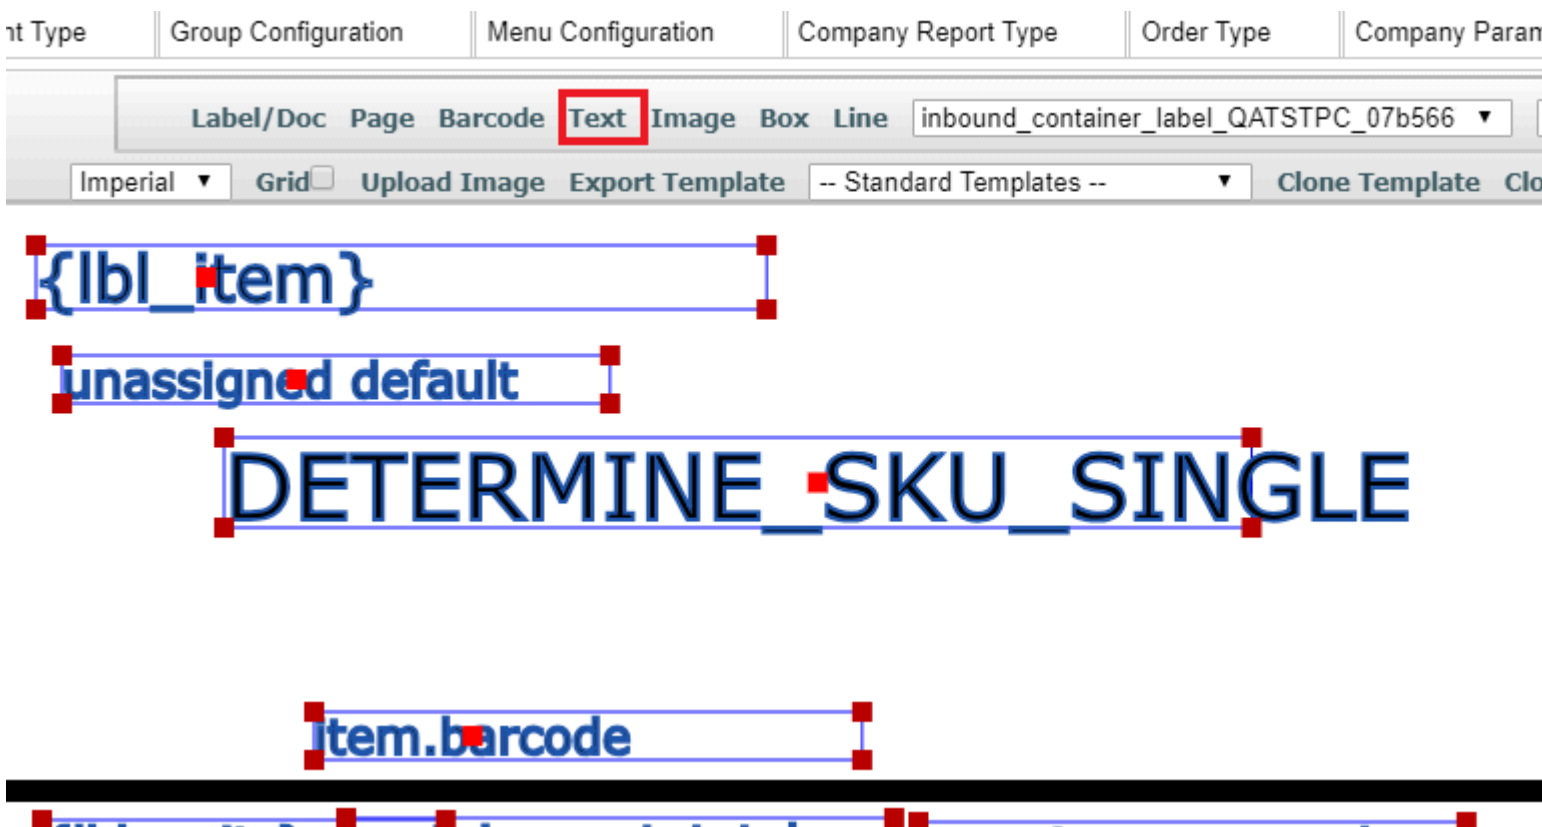 nt Type Group Configuration Menu Configuration Company Report Type Order Type Company Param
Label/Doc Page Barcode Text Image Box Line inbound_container_label_QATSTPC_07b566
Imperial Grid Upload Image Export Template -- Standard Templates -- Clone Template Clo
{lbl_item}
unassigned default
DETERMINE_SKU_SINGLE
item.barcode